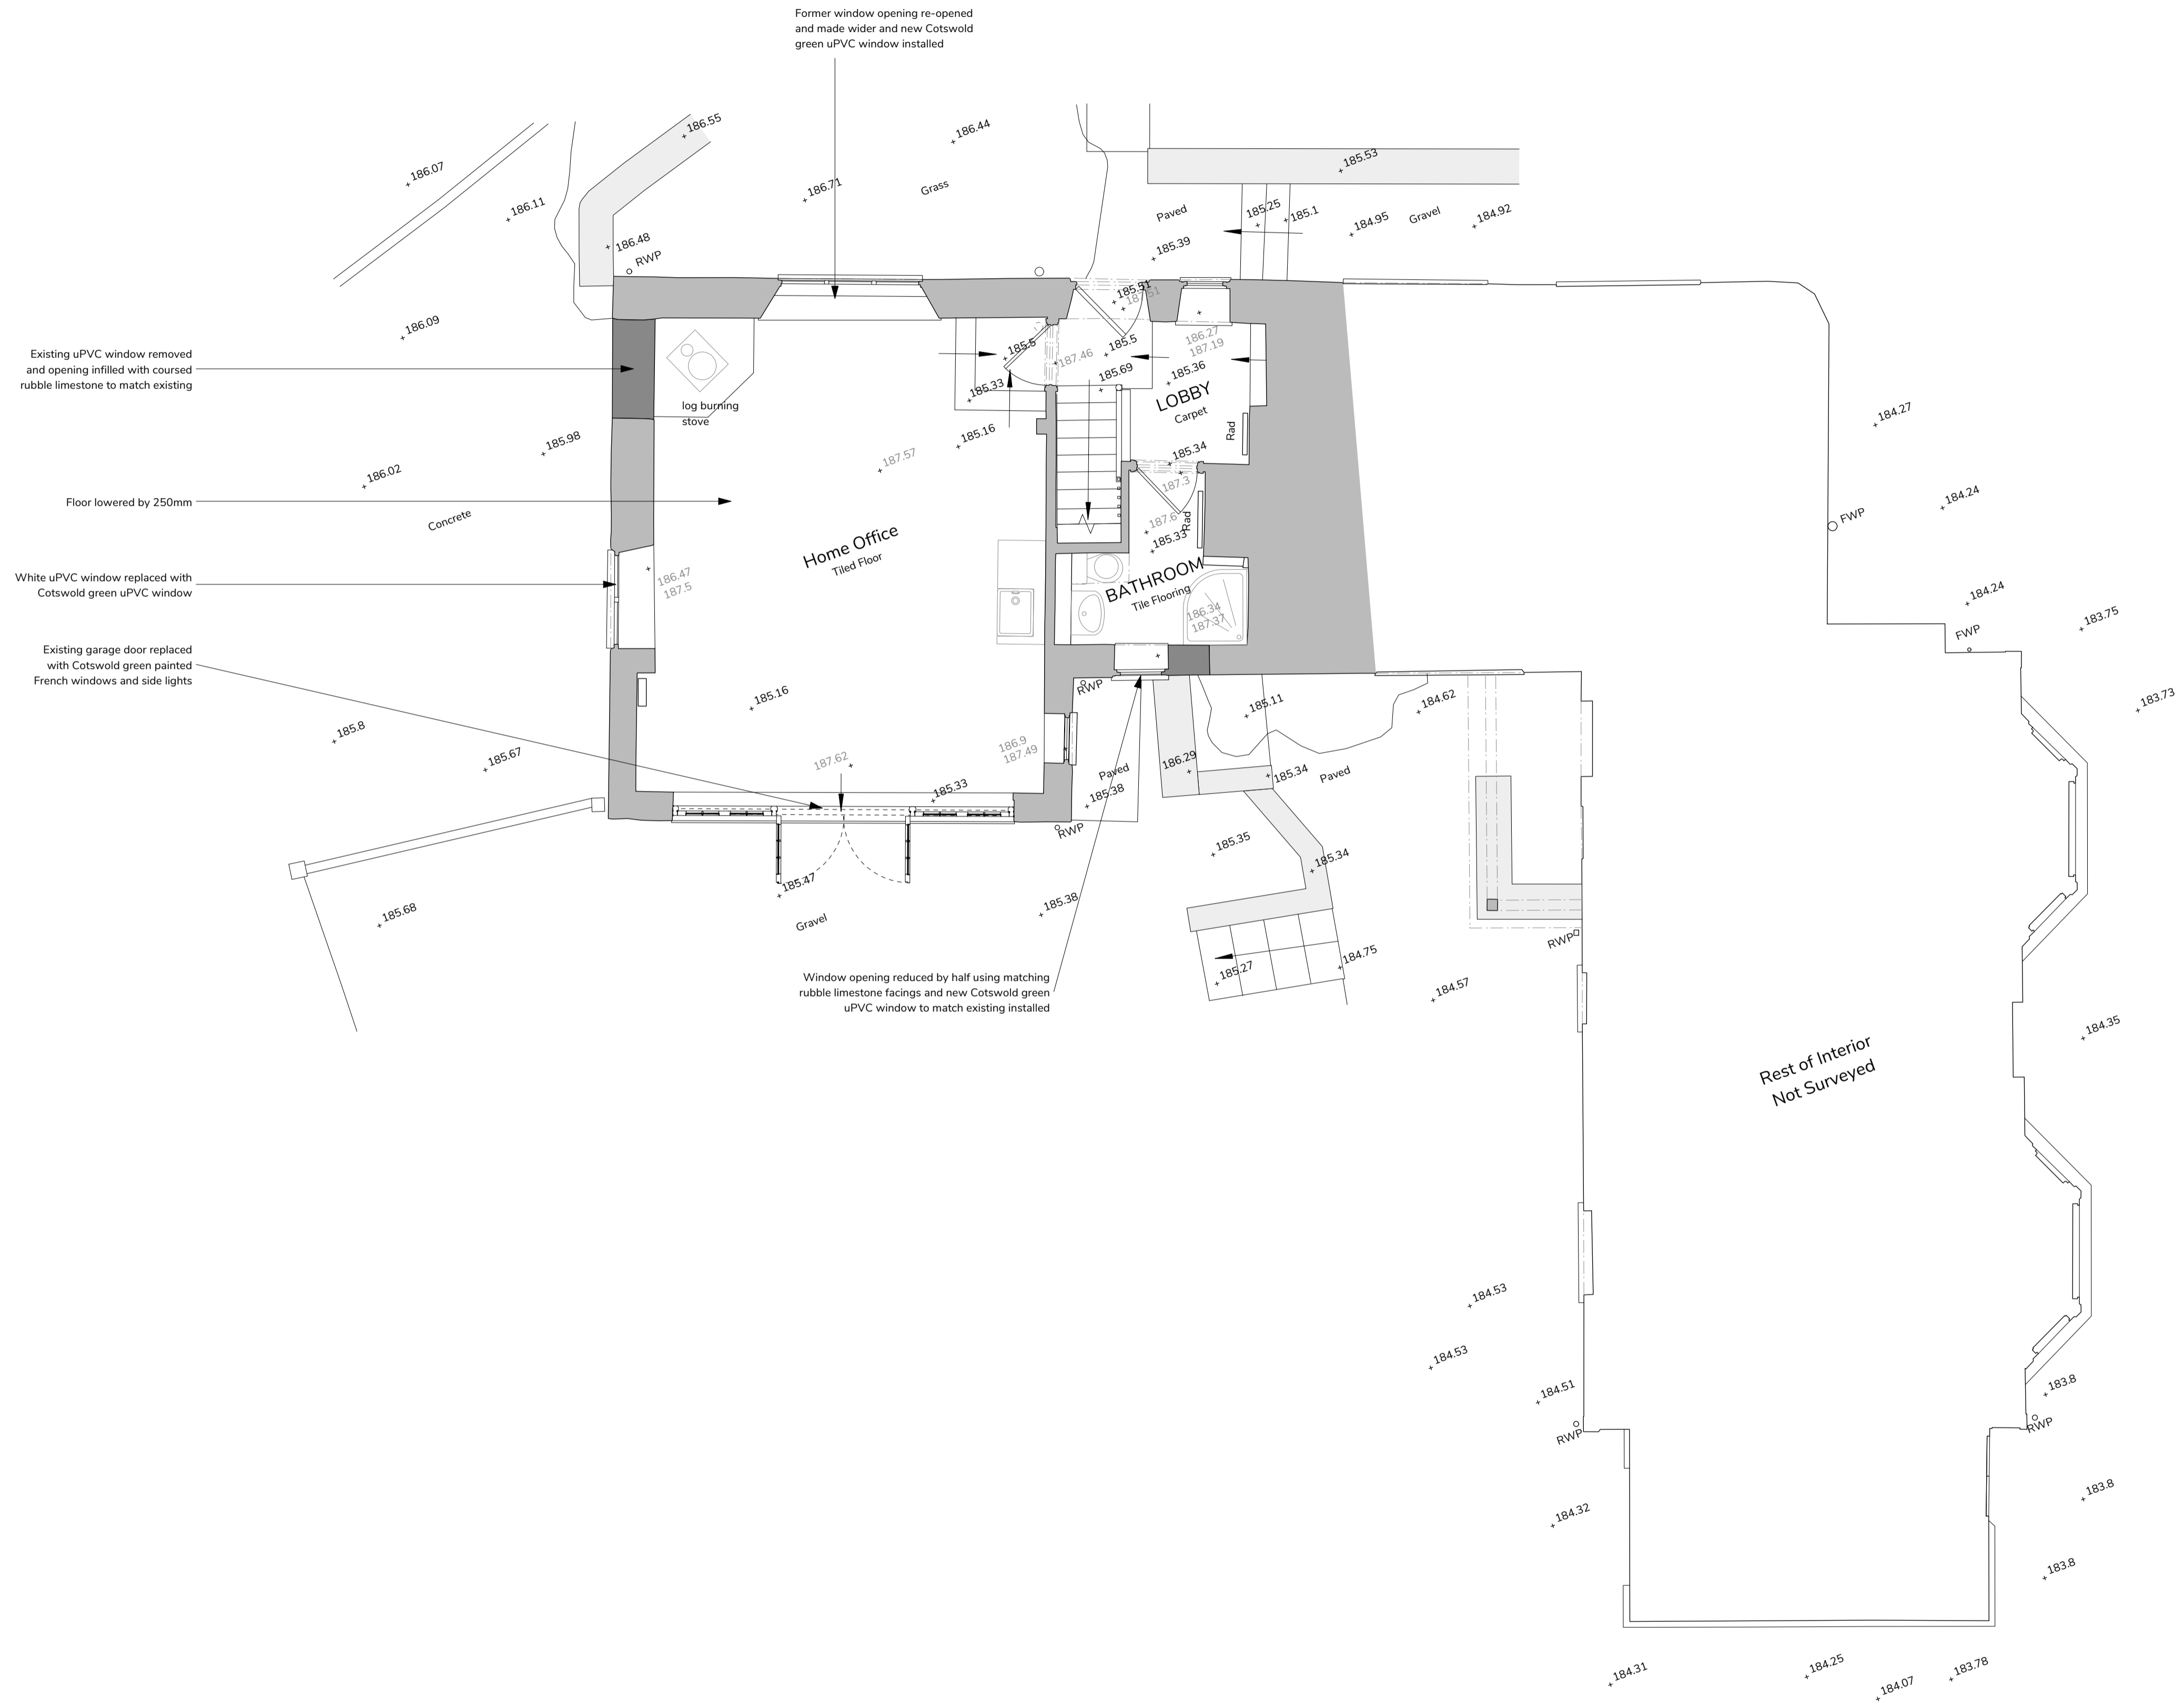 Former window opening re-opened
and made wider and new Cotswold
green uPVC window installed
186.55
186.44
186.07
186.71
Grass
185.53
186.11
Paved
185.25
185.1
184.95
Gravel
184.92
186.48
RWP
185.39
185.51
187.51
186.09
Existing uPVC window removed
and opening infilled with coursed
rubble limestone to match existing
185.5
187.46
185.5
186.27
187.19
185.69
185.36
LOBBY
Carpet
185.33
log burning
stove
184.27
185.98
185.16
Rad
185.34
186.02
187.57
187.3
Floor lowered by 250mm
Concrete
184.24
FWP
187.6
Rad
185.33
Home Office
Tiled Floor
White uPVC window replaced with
Cotswold green uPVC window
186.47
187.5
BATHROOM
Tile Flooring
186.34
187.37
184.24
183.75
FWP
Existing garage door replaced
with Cotswold green painted
French windows and side lights
185.16
RWP
185.11
184.62
183.73
185.8
185.67
187.62
186.9
187.49
Paved
186.29
185.34
Paved
185.33
185.38
RWP
185.35
185.34
185.47
185.38
185.68
Gravel
RWP
184.75
185.27
Window opening reduced by half using matching
rubble limestone facings and new Cotswold green
uPVC window to match existing installed
184.57
184.35
Rest of Interior
Not Surveyed
184.53
184.53
184.51
183.8
RWP
RWP
183.8
184.32
183.8
184.31
184.25
184.07
183.78